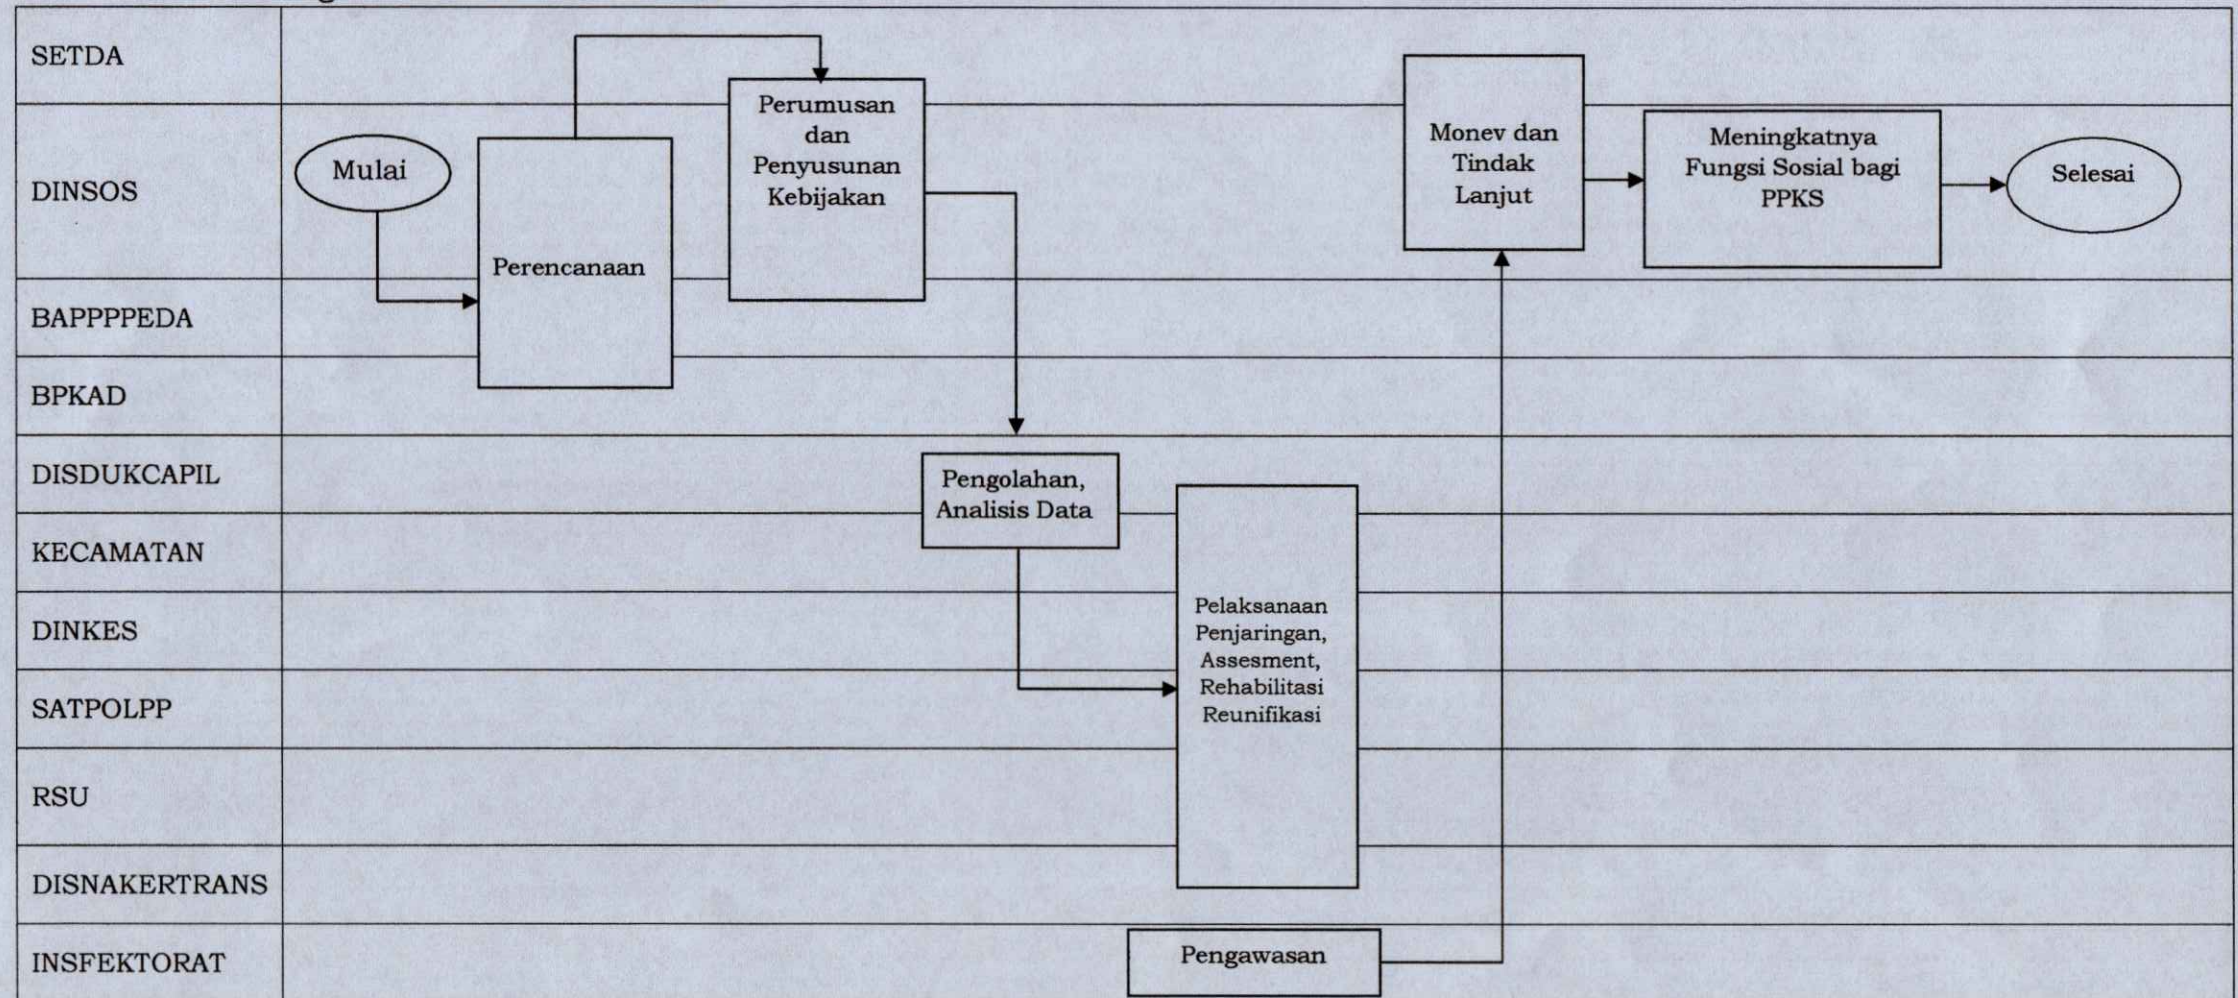 SETDA
DINSOS
BAPPPPEDA
BPKAD
DISDUKCAPIL
KECAMATAN
DINKES
SATPOLPP
RSU
DISNAKERTRANS
INSFEKTORAT
Mulai
Perencanaan
Perumusan
dan
Penyusunan
Kebijakan
Pengolahan,
Analisis Data
Pelaksanaan
Penjaringan,
Assesment,
Rehabilitasi
Reunifikasi
Pengawasan
Monev dan
Tindak
Lanjut
Meningkatnya
Fungsi Sosial bagi
PPKS
Selesai